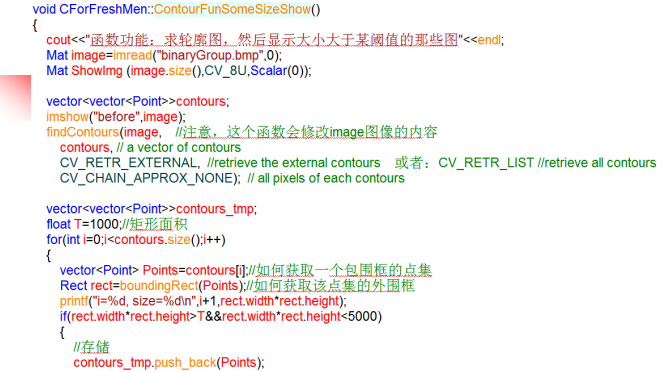 void CForFreshMen::ContourFunSomeSizeShow()
{
cout<<"函数功能：求轮廓图，然后显示大小大于某阈值的那些图"<<endl;
Mat image=imread("binaryGroup.bmp",0);
Mat ShowImg (image.size(),CV_8U,Scalar(0));
vector<vector<Point>>contours;
imshow("before",image);
findContours(image, //注意，这个函数会修改image图像的内容
contours, // a vector of contours
CV_RETR_EXTERNAL, //retrieve the external contours 或者：CV_RETR_LIST //retrieve all contours
CV_CHAIN_APPROX_NONE); // all pixels of each contours
vector<vector<Point>>contours_tmp;
float T=1000;//矩形面积
for(int i=0;i<contours.size();i++)
{
vector<Point> Points=contours[i];//如何获取一个包围框的点集
Rect rect=boundingRect(Points);//如何获取该点集的外围框
printf("i=%d, size=%d\n",i+1,rect.width*rect.height);
if(rect.width*rect.height>T&&rect.width*rect.height<5000)
{
//存储
contours_tmp.push_back(Points);